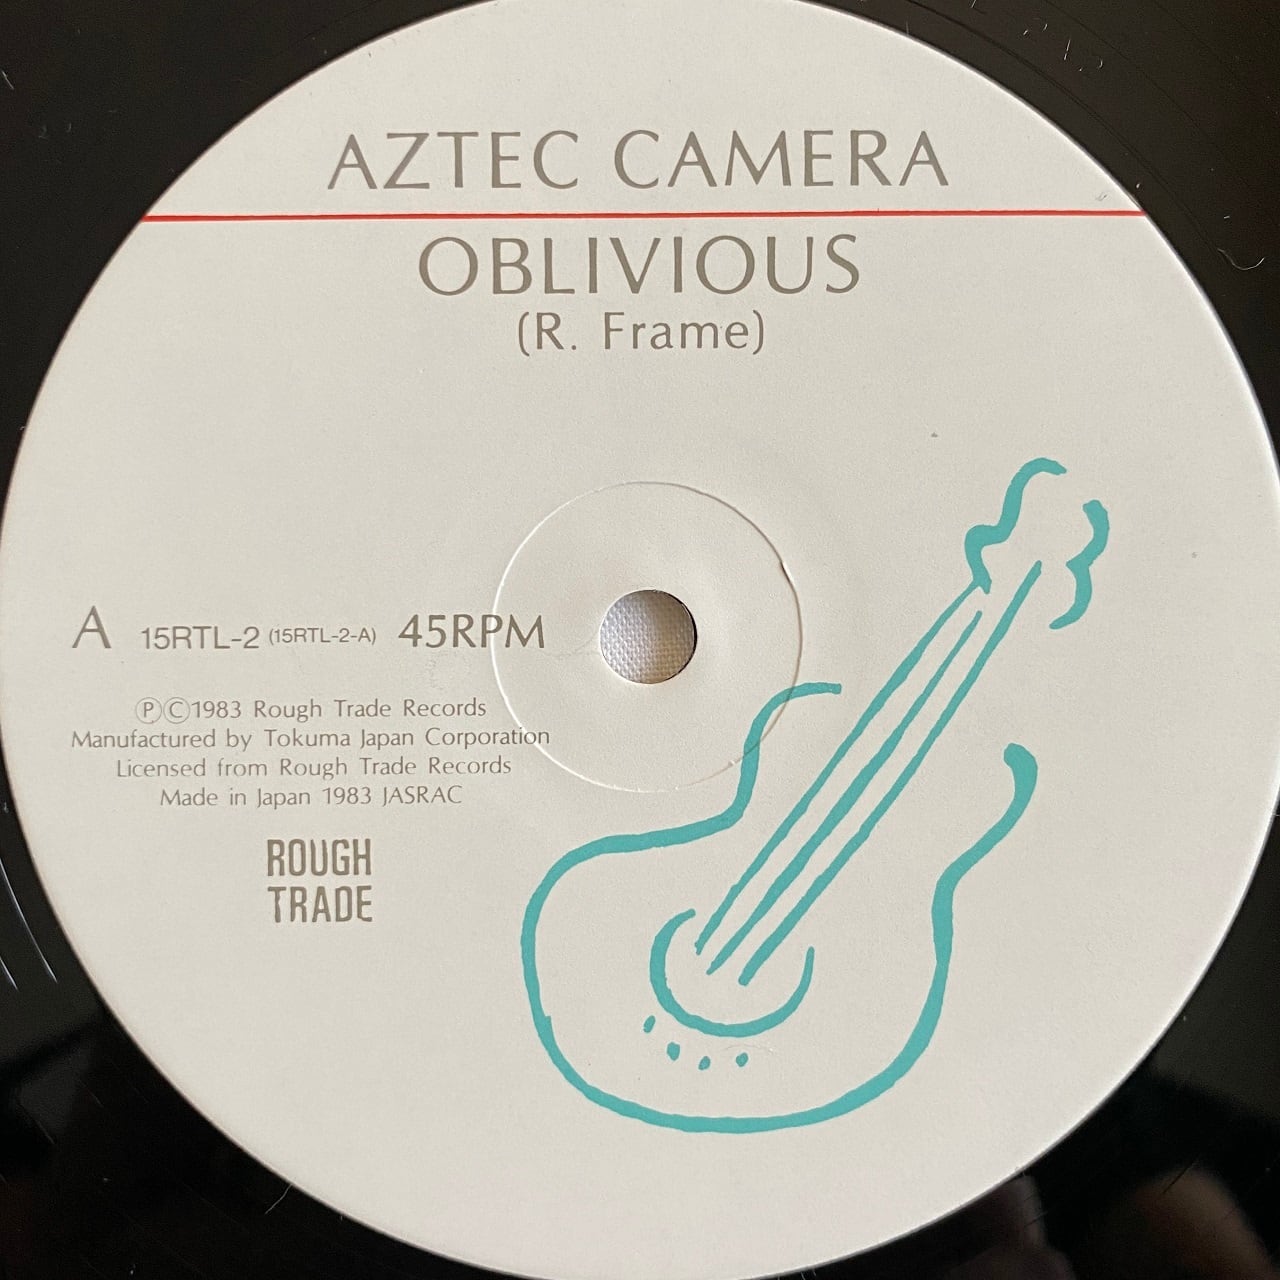 AZTEC CAMERA
OBLIVIOUS
(R. Frame)
A 15RTL-2 (15RTL-2-A) 45RPM
ⓅⒸ1983 Rough Trade Records
Manufactured by Tokuma Japan Corporation
Licensed from Rough Trade Records
Made in Japan 1983 JASRAC
ROUGH
TRADE